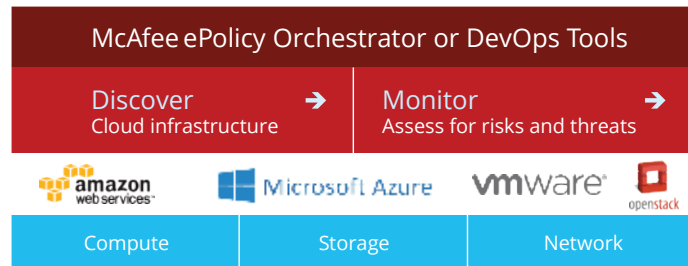 McAfee ePolicy Orchestrator or DevOps Tools
Discover
Cloud infrastructure
Monitor
Assess for risks and threats
amazon
web services™
Microsoft Azure
vmware®
openstack
Compute
Storage
Network